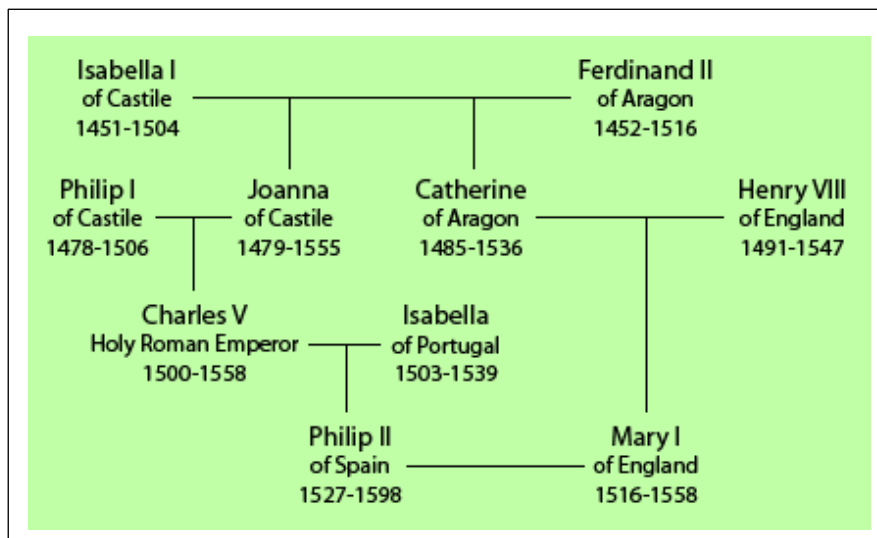 Isabella I
of Castile
1451-1504
Ferdinand II
of Aragon
1452-1516
Philip I
of Castile
1478-1506
Joanna
of Castile
1479-1555
Catherine
of Aragon
1485-1536
Henry VIII
of England
1491-1547
Charles V
Holy Roman Emperor
1500-1558
Isabella
of Portugal
1503-1539
Philip II
of Spain
1527-1598
Mary I
of England
1516-1558